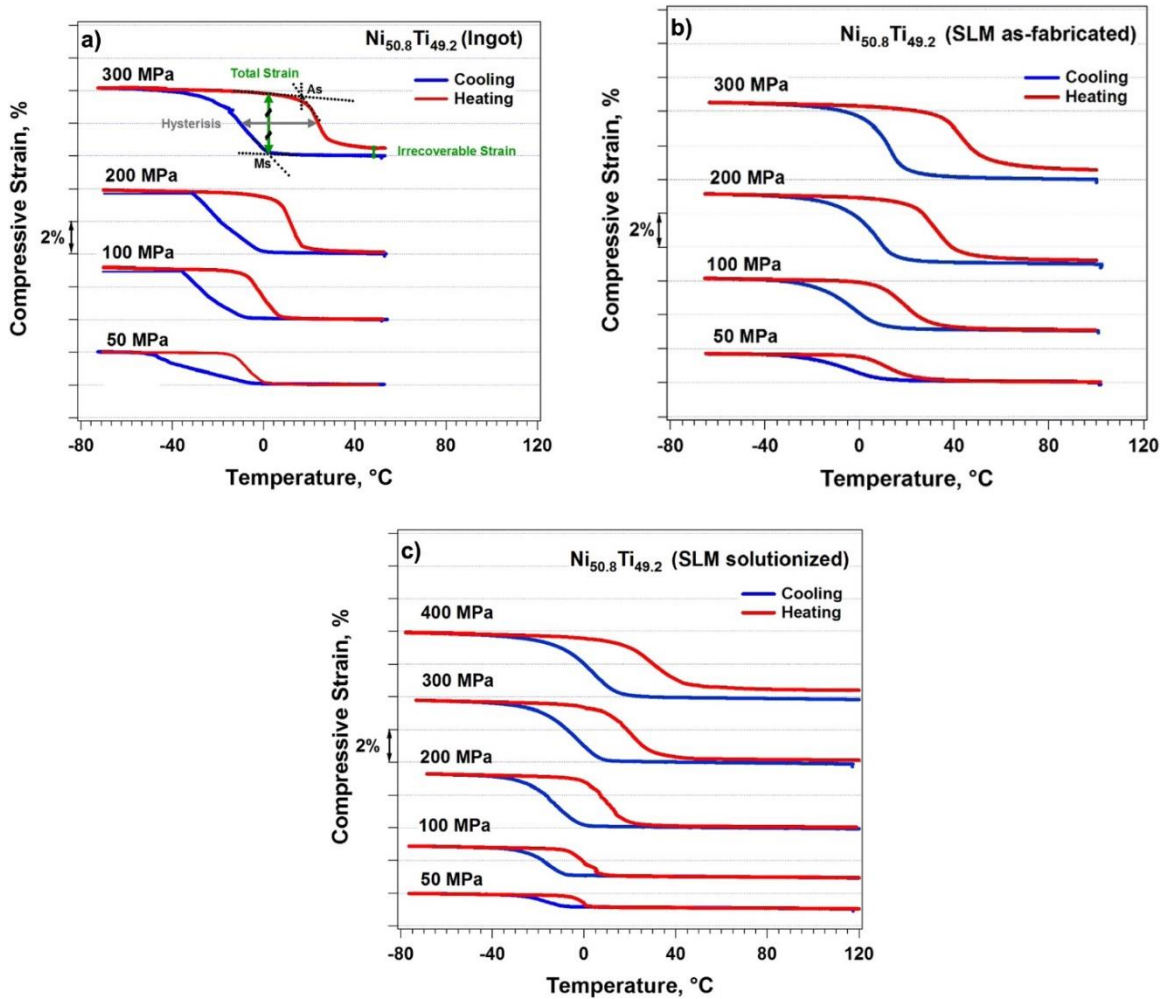 a)
Ni50.8Ti49.2 (Ingot)
300 MPa
Total Strain
As
Cooling
Heating
Hysterisis
Irrecoverable Strain
Ms
200 MPa
2%
100 MPa
50 MPa
Compressive Strain, %
-80 -40 0 40 80 120
Temperature, °C
b)
Ni50.8Ti49.2 (SLM as-fabricated)
Cooling
Heating
300 MPa
200 MPa
2%
100 MPa
50 MPa
Compressive Strain, %
-80 -40 0 40 80 120
Temperature, °C
c)
Ni50.8Ti49.2 (SLM solutionized)
Cooling
Heating
400 MPa
300 MPa
2%
200 MPa
100 MPa
50 MPa
Compressive Strain, %
-80 -40 0 40 80 120
Temperature, °C